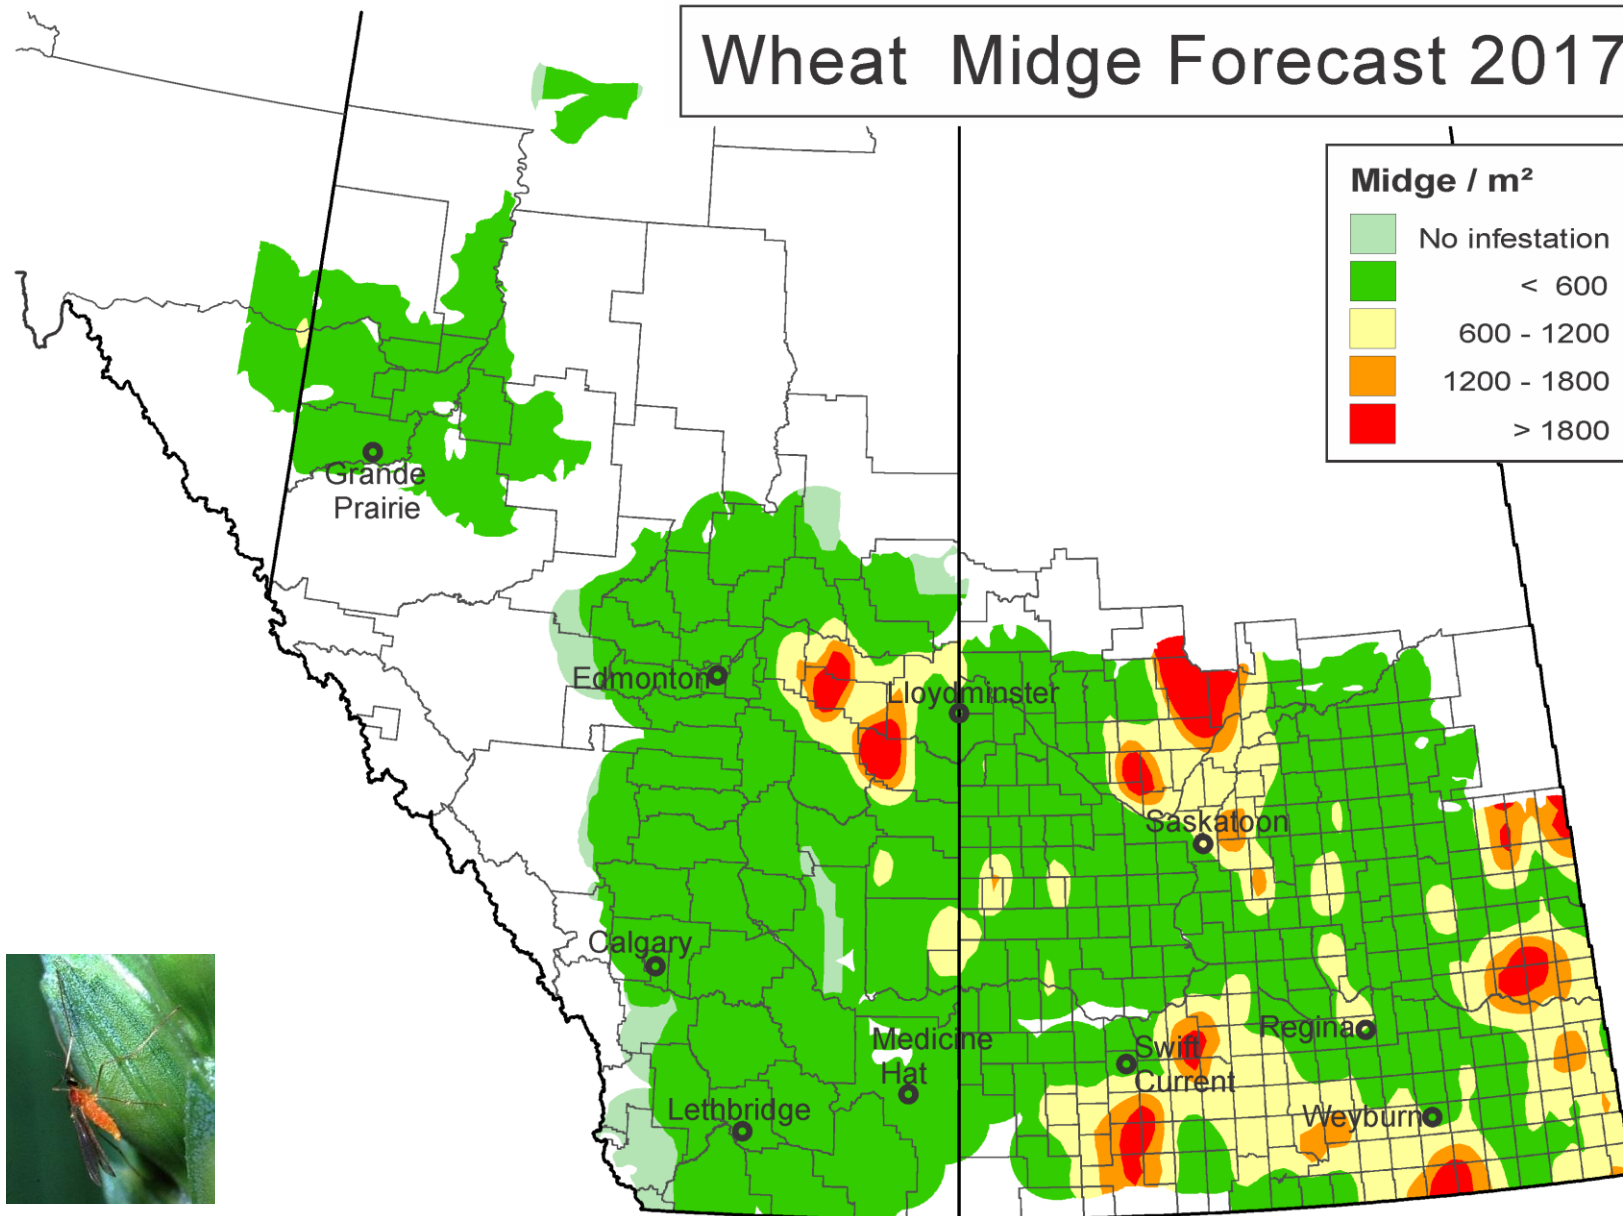 Wheat Midge Forecast 2017
Midge / m²
No infestation
< 600
600 - 1200
1200 - 1800
> 1800
Grande
Prairie
Edmonton
Lloydminster
Saskatoon
Calgary
Medicine
Hat
Swift
Current
Regina
Lethbridge
Weyburn